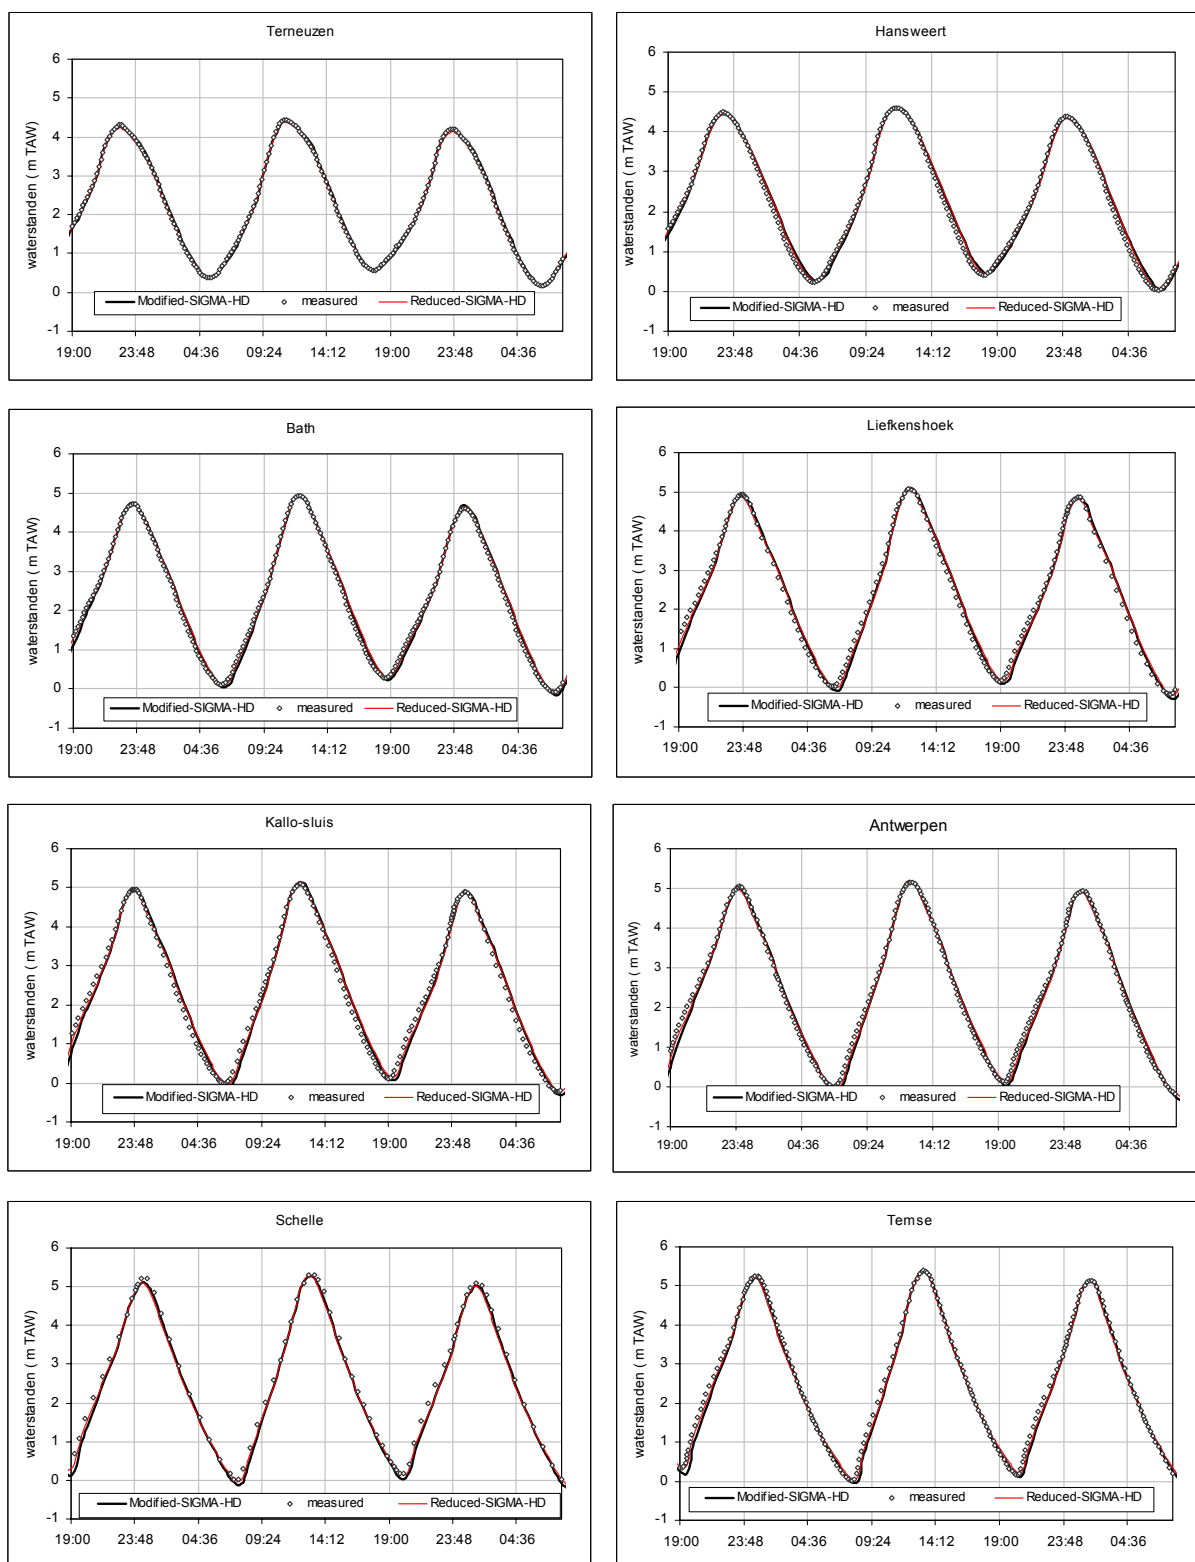 Terneuzen
waterstanden ( m TAW)
6
5
4
3
2
1
0
-1
Modified-SIGMA-HD measured Reduced-SIGMA-HD
19:00 23:48 04:36 09:24 14:12 19:00 23:48 04:36
Hansweert
waterstanden ( m TAW)
6
5
4
3
2
1
0
-1
Modified-SIGMA-HD measured Reduced-SIGMA-HD
19:00 23:48 04:36 09:24 14:12 19:00 23:48 04:36
Bath
waterstanden ( m TAW)
6
5
4
3
2
1
0
-1
Modified-SIGMA-HD measured Reduced-SIGMA-HD
19:00 23:48 04:36 09:24 14:12 19:00 23:48 04:36
Liefkenshoek
waterstanden ( m TAW)
6
5
4
3
2
1
0
-1
Modified-SIGMA-HD measured Reduced-SIGMA-HD
19:00 23:48 04:36 09:24 14:12 19:00 23:48 04:36
Kallo-sluis
waterstanden ( m TAW)
6
5
4
3
2
1
0
-1
Modified-SIGMA-HD measured Reduced-SIGMA-HD
19:00 23:48 04:36 09:24 14:12 19:00 23:48 04:36
Antwerpen
waterstanden ( m TAW)
6
5
4
3
2
1
0
-1
Modified-SIGMA-HD measured Reduced-SIGMA-HD
19:00 23:48 04:36 09:24 14:12 19:00 23:48 04:36
Schelle
waterstanden ( m TAW)
6
5
4
3
2
1
0
-1
Modified-SIGMA-HD measured Reduced-SIGMA-HD
19:00 23:48 04:36 09:24 14:12 19:00 23:48 04:36
Temse
waterstanden ( m TAW)
6
5
4
3
2
1
0
-1
Modified-SIGMA-HD measured Reduced-SIGMA-HD
19:00 23:48 04:36 09:24 14:12 19:00 23:48 04:36